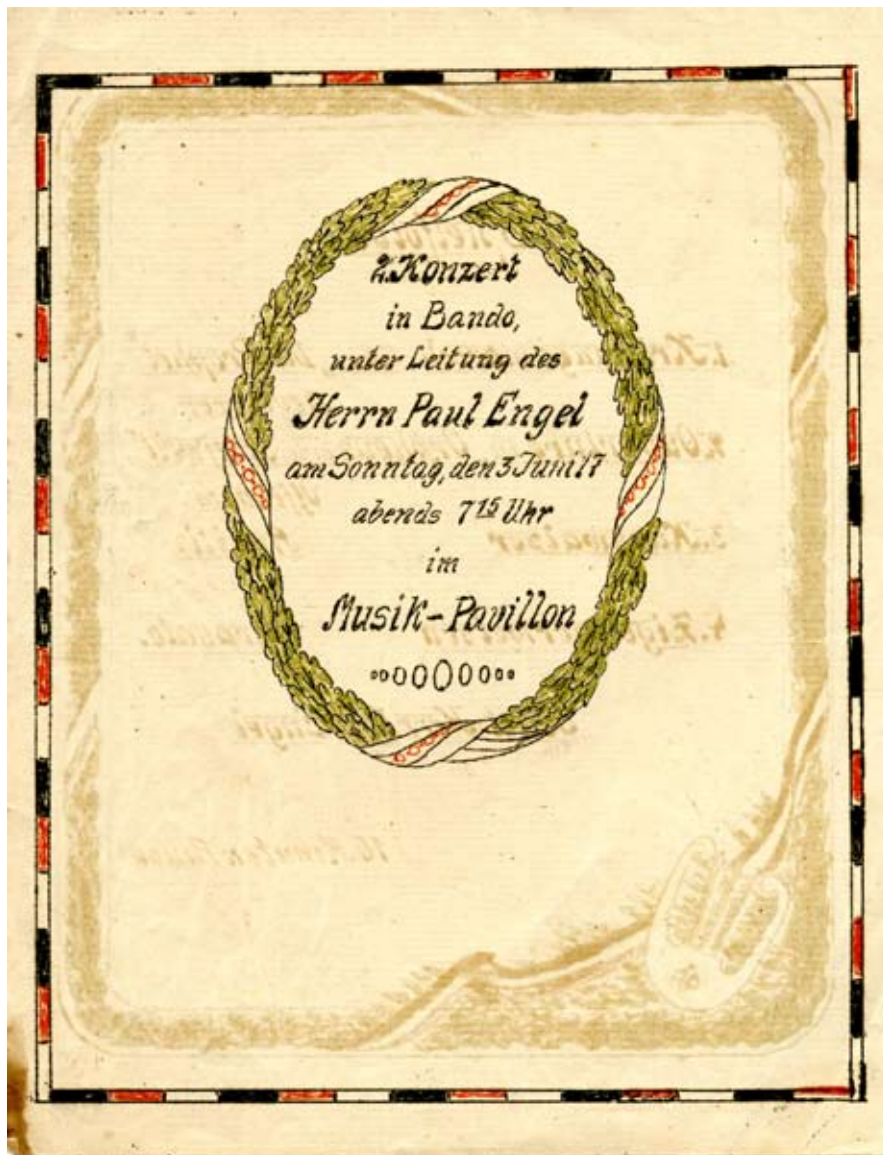 2. Konzert
in Bando,
unter Leitung des
Herrn Paul Engel
am Sonntag, den 3 Juni 17
abends 7 15 Uhr
im
Musik-Pavillon